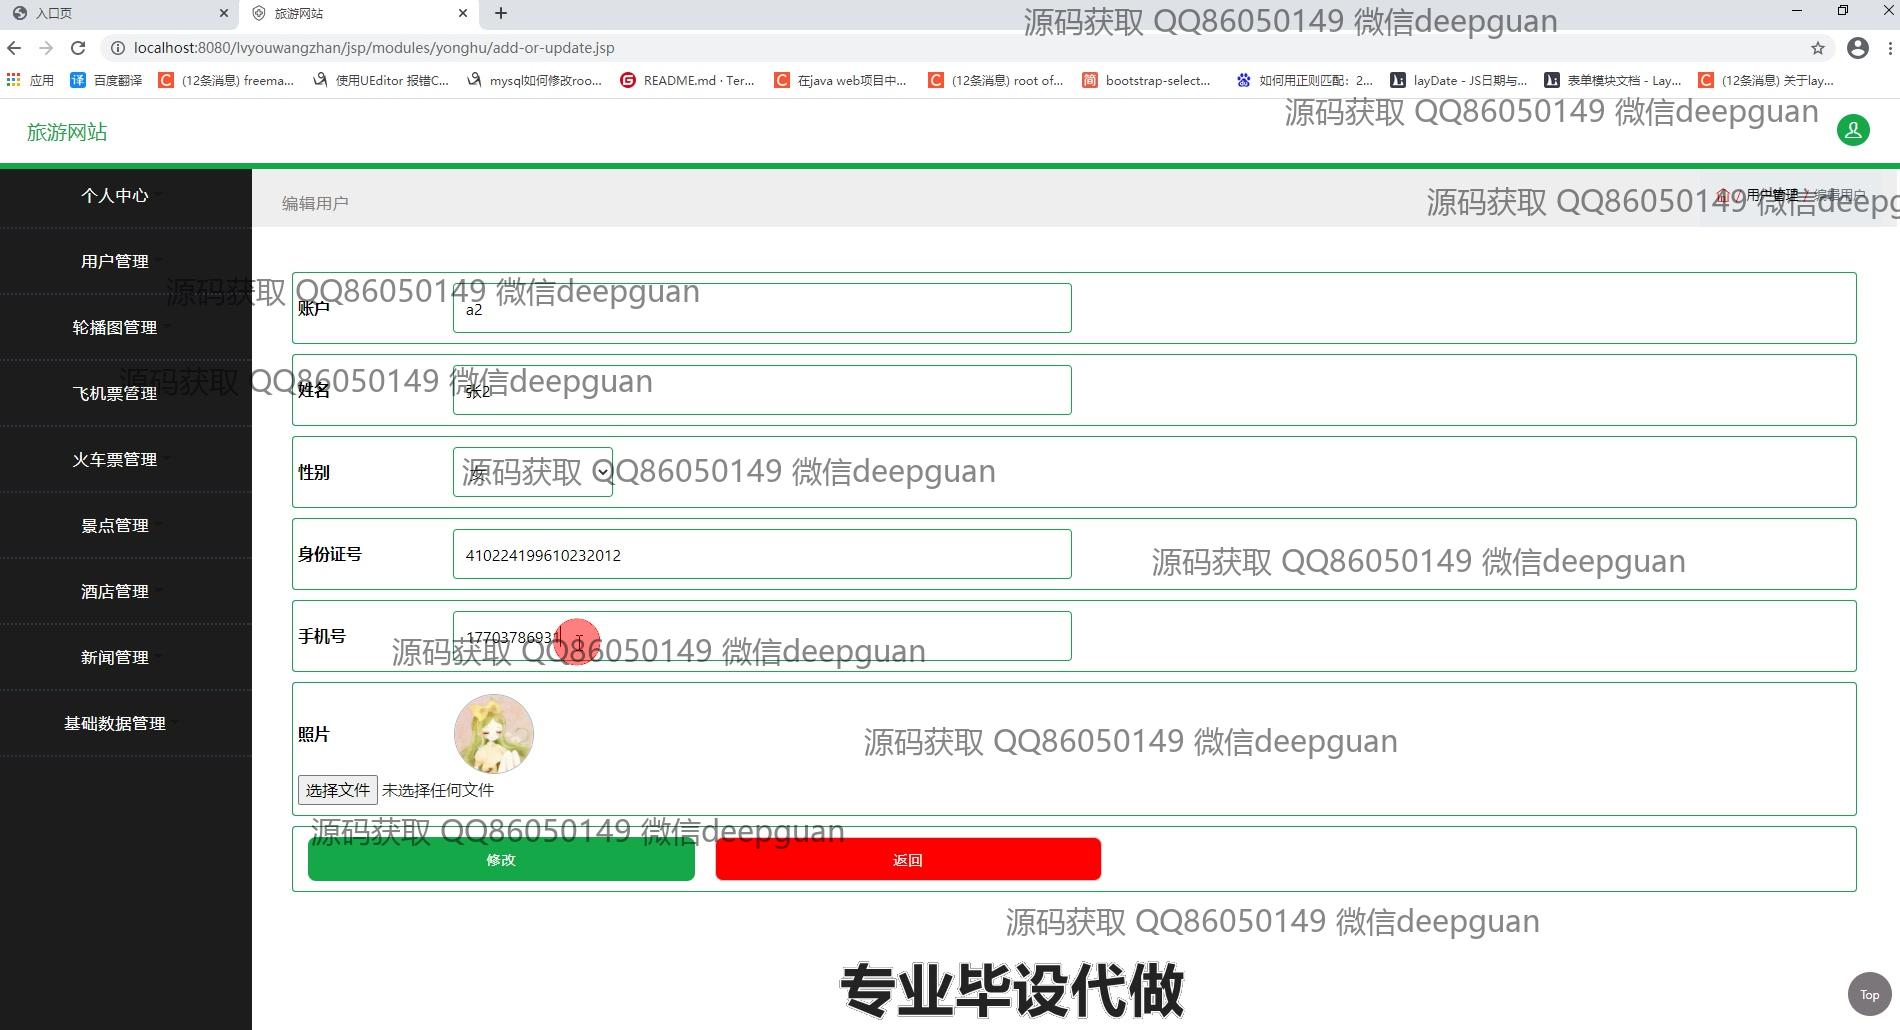 入口页
旅游网站
源码获取 QQ86050149 微信deepguan
localhost:8080/lvyouwangzhan/jsp/modules/yonghu/add-or-update.jsp
应用
译 百度翻译
C (12条消息) freema...
使用UEditor 报错C...
mysql如何修改roo...
G README.md · Ter...
C 在java web项目中...
C (12条消息) root of...
简 bootstrap-select...
如何用正则匹配：2...
layDate - JS日期与...
表单模块文档 - Lay...
C (12条消息) 关于lay...
旅游网站
源码获取 QQ86050149 微信deepguan
个人中心
编辑用户
用户管理 / 编辑用户
源码获取 QQ86050149 微信deepg
用户管理
源码获取 QQ86050149 微信deepguan
账户 a2
轮播图管理
飞机票管理
源码获取 QQ86050149 微信deepguan
姓名 张2
火车票管理
性别 女
源码获取 QQ86050149 微信deepguan
景点管理
身份证号 410224199610232012
源码获取 QQ86050149 微信deepguan
酒店管理
手机号 17703786931
源码获取 QQ86050149 微信deepguan
新闻管理
基础数据管理
照片
源码获取 QQ86050149 微信deepguan
选择文件 未选择任何文件
源码获取 QQ86050149 微信deepguan
修改 返回
源码获取 QQ86050149 微信deepguan
专业毕设代做
Top